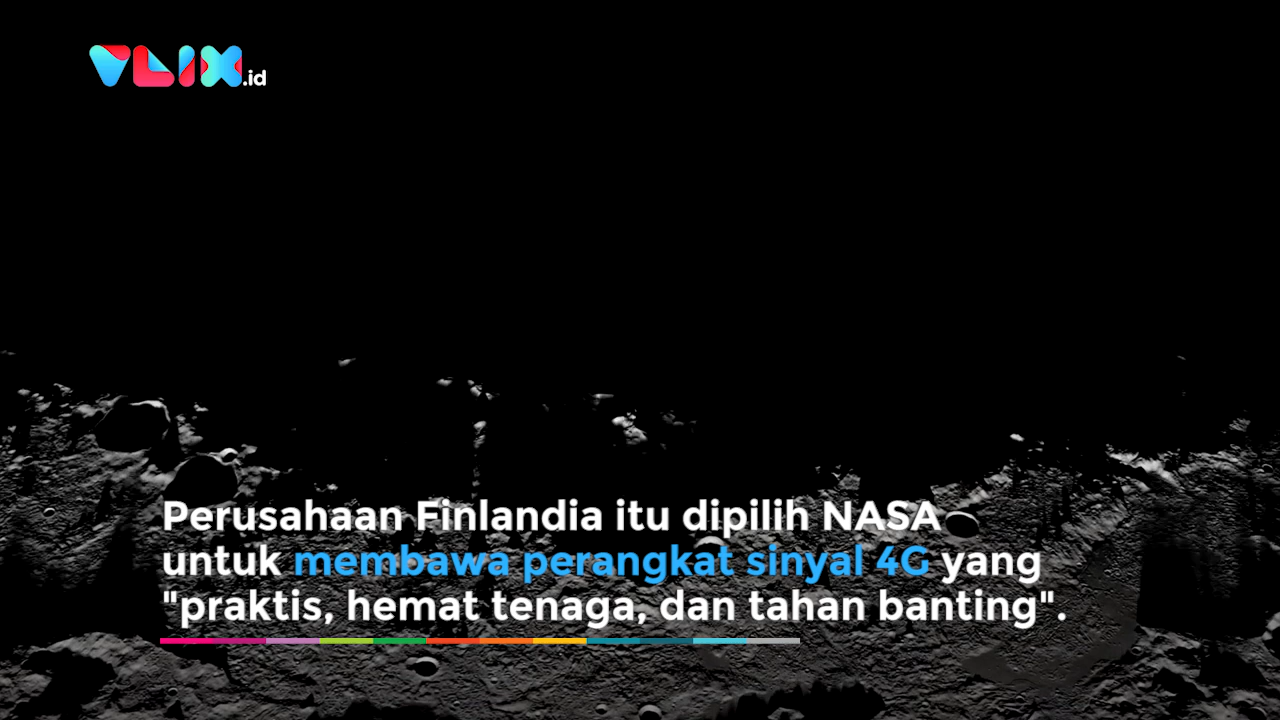 VLIX.id
Perusahaan Finlandia itu dipilih NASA
untuk membawa perangkat sinyal 4G yang
"praktis, hemat tenaga, dan tahan banting".